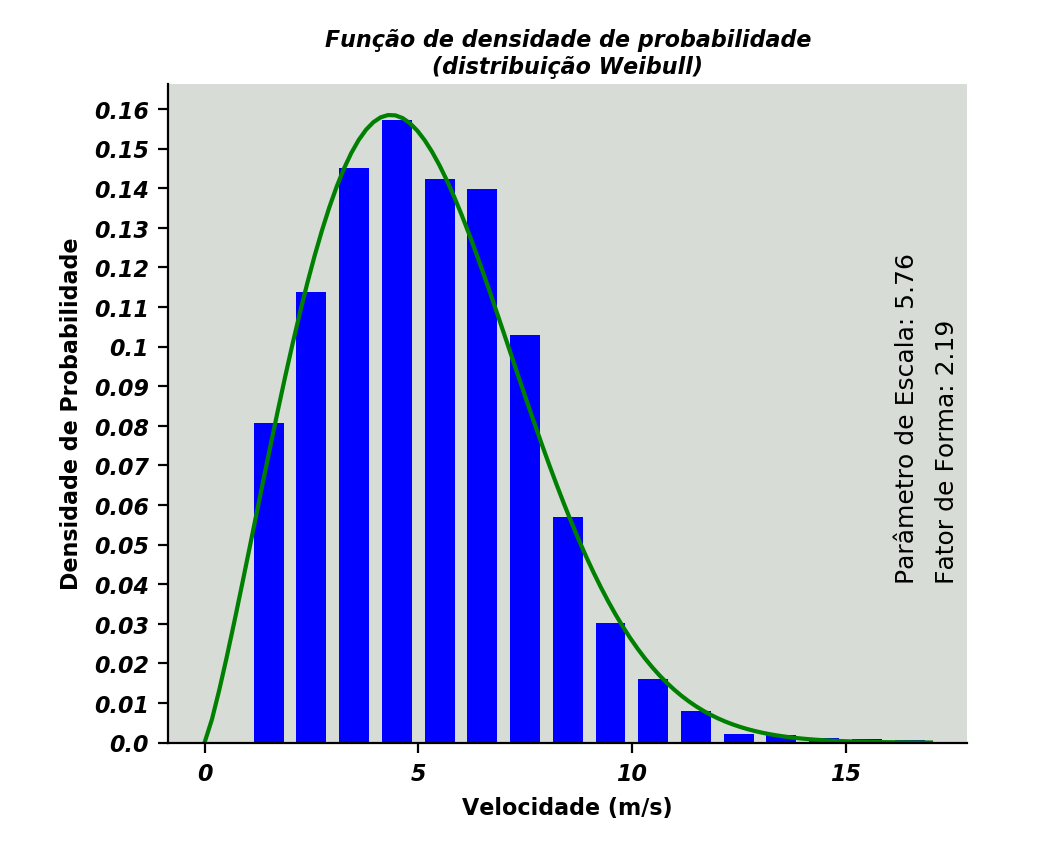 Função de densidade de probabilidade
(distribuição Weibull)
Densidade de Probabilidade
0.16
0.15
0.14
0.13
0.12
0.11
0.1
0.09
0.08
0.07
0.06
0.05
0.04
0.03
0.02
0.01
0.0
Parâmetro de Escala: 5.76
Fator de Forma: 2.19
0 5 10 15
Velocidade (m/s)